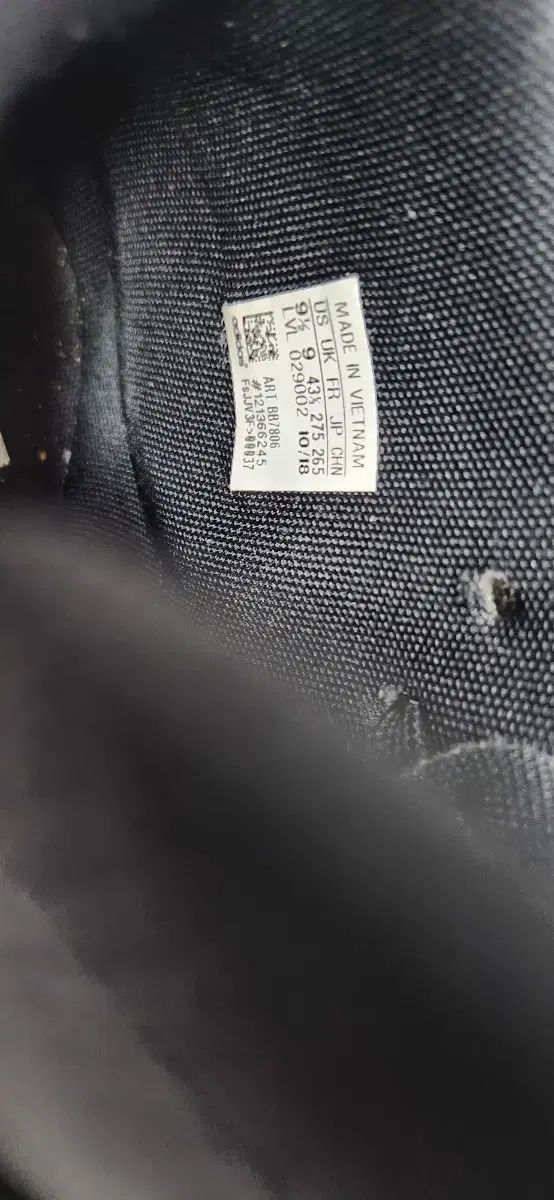 MADE IN VIETNAM
US UK FR JP CHN
9½ 9 43⅓ 275 265
LVL 029002 10/18
ART BB7806
#121366245